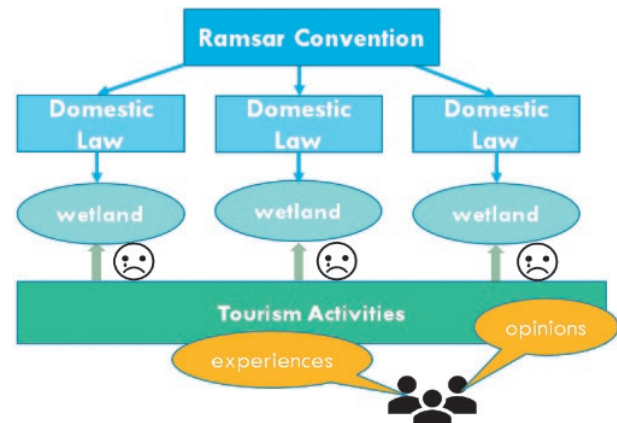 Ramsar Convention
Domestic
Law
Domestic
Law
Domestic
Law
wetland
wetland
wetland
Tourism Activities
opinions
experiences